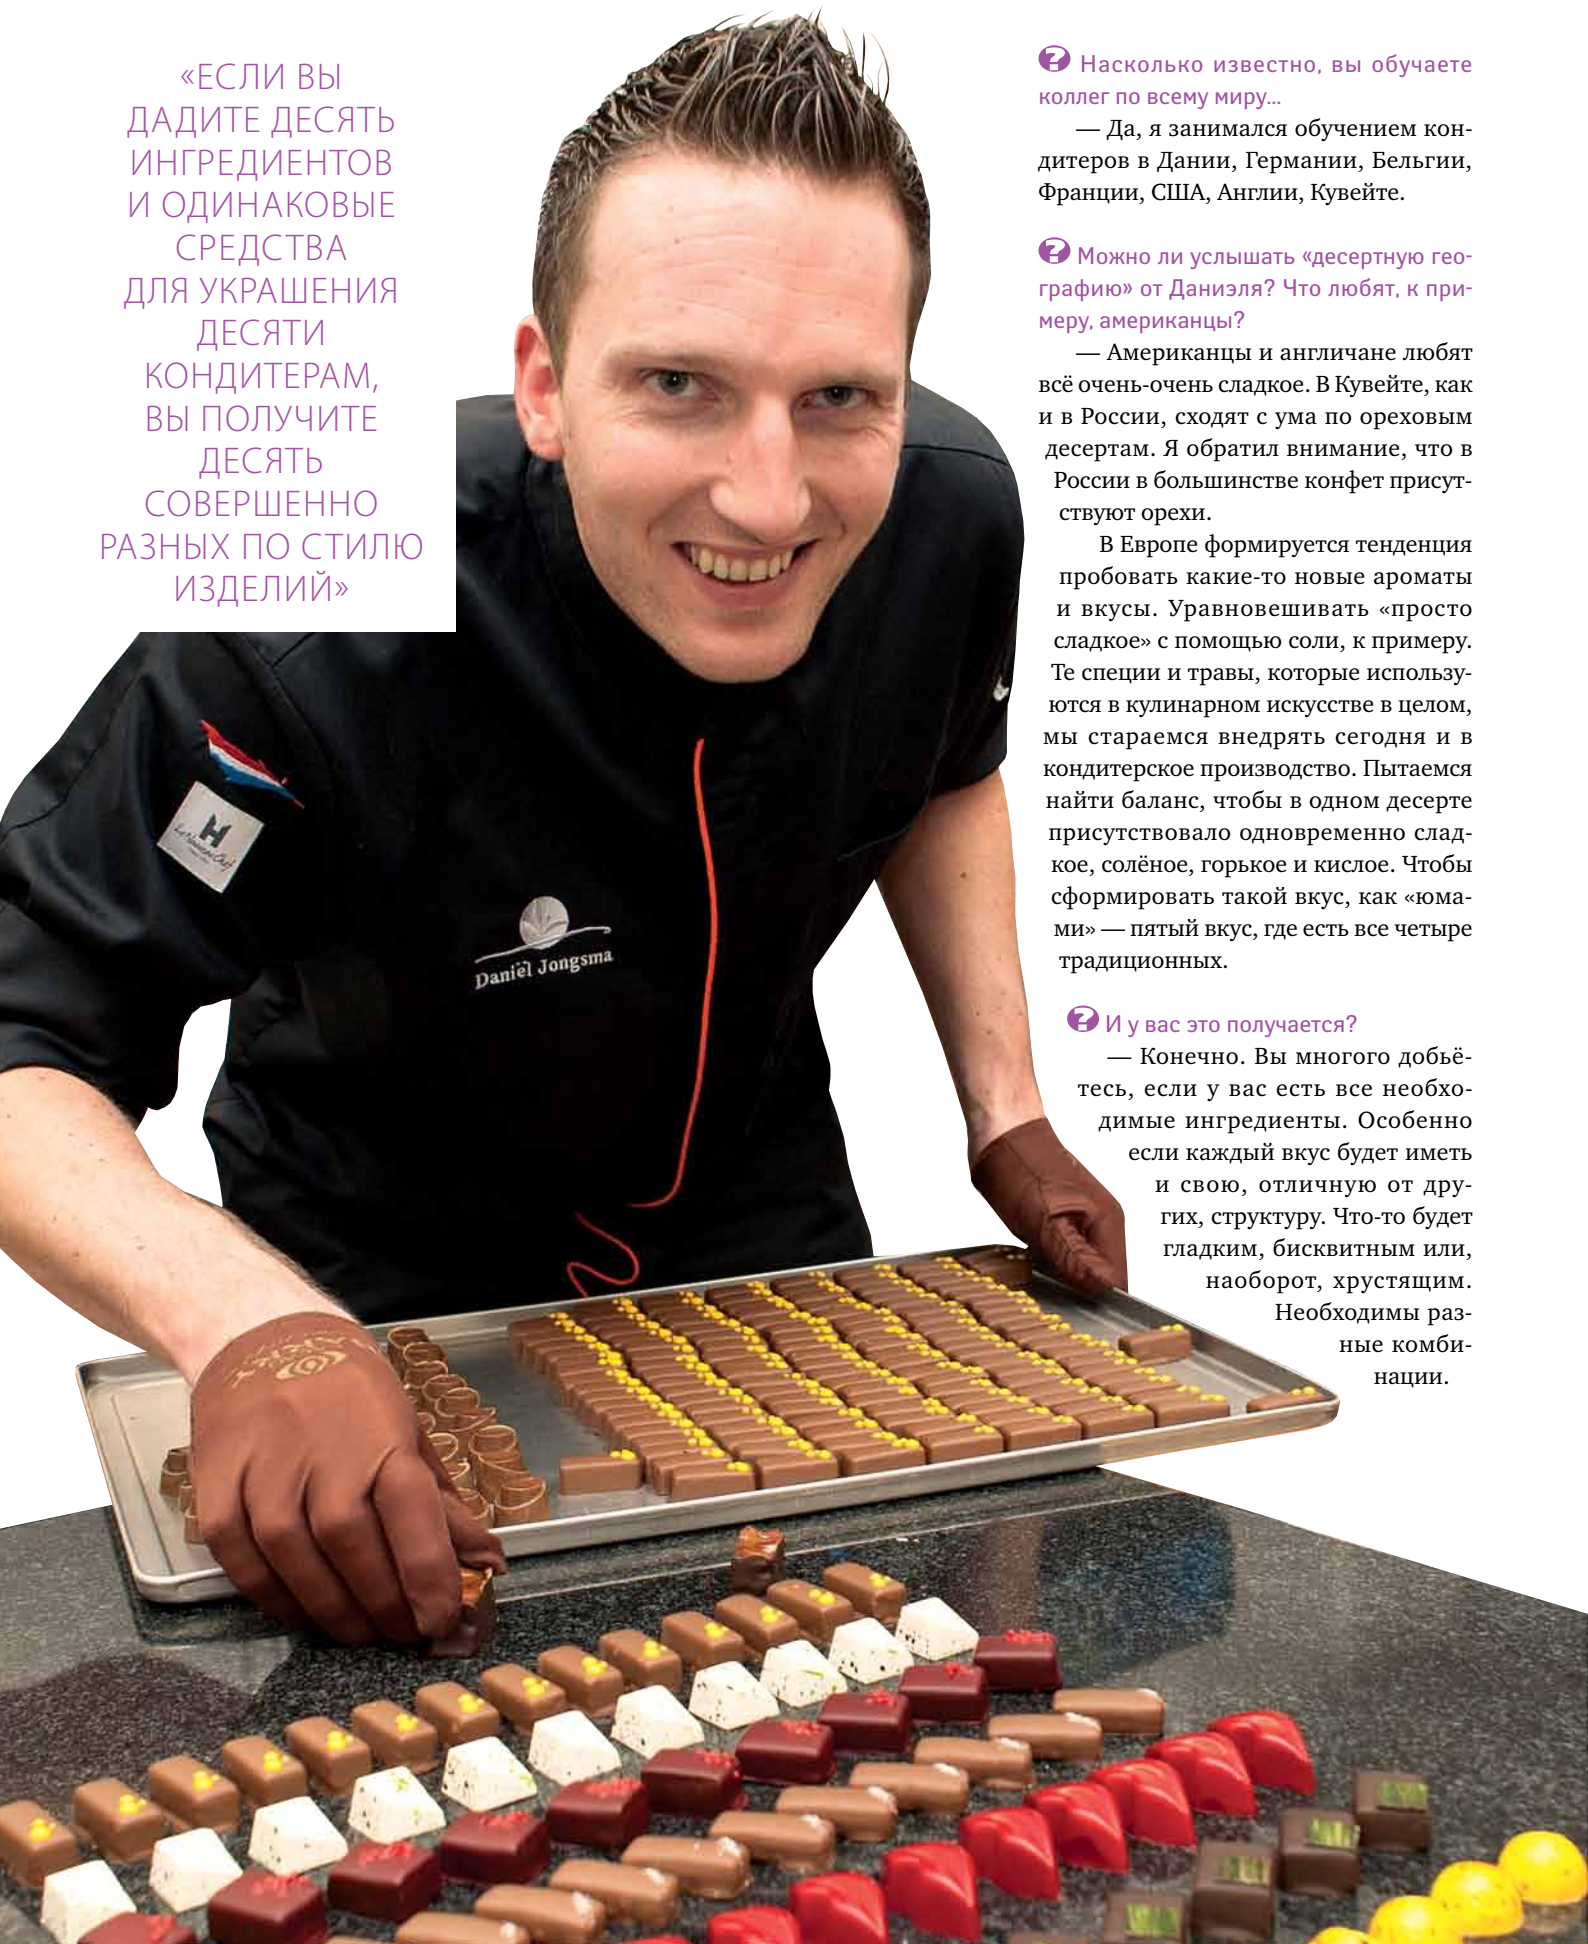 «ЕСЛИ ВЫ
ДАДИТЕ ДЕСЯТЬ
ИНГРЕДИЕНТОВ
И ОДИНАКОВЫЕ
СРЕДСТВА
ДЛЯ УКРАШЕНИЯ
ДЕСЯТИ
КОНДИТЕРАМ,
ВЫ ПОЛУЧИТЕ
ДЕСЯТЬ
СОВЕРШЕННО
РАЗНЫХ ПО СТИЛЮ
ИЗДЕЛИЙ»
? Насколько известно, вы обучаете
коллег по всему миру...
— Да, я занимался обучением кон-
дитеров в Дании, Германии, Бельгии,
Франции, США, Англии, Кувейте.
? Можно ли услышать «десертную гео-
графию» от Даниэля? Что любят, к при-
меру, американцы?
— Американцы и англичане любят
всё очень-очень сладкое. В Кувейте, как
и в России, сходят с ума по ореховым
десертам. Я обратил внимание, что в
России в большинстве конфет присут-
ствуют орехи.
В Европе формируется тенденция
пробовать какие-то новые ароматы
и вкусы. Уравновешивать «просто
сладкое» с помощью соли, к примеру.
Те специи и травы, которые использу-
ются в кулинарном искусстве в целом,
мы стараемся внедрять сегодня и в
кондитерское производство. Пытаемся
найти баланс, чтобы в одном десерте
присутствовало одновременно слад-
кое, солёное, горькое и кислое. Чтобы
сформировать такой вкус, как «юма-
ми» — пятый вкус, где есть все четыре
традиционных.
? И у вас это получается?
— Конечно. Вы многого добьё-
тесь, если у вас есть все необхо-
димые ингредиенты. Особенно
если каждый вкус будет иметь
и свою, отличную от дру-
гих, структуру. Что-то будет
гладким, бисквитным или,
наоборот, хрустящим.
Необходимы раз-
ные комби-
нации.
H
Daniël Jongsma